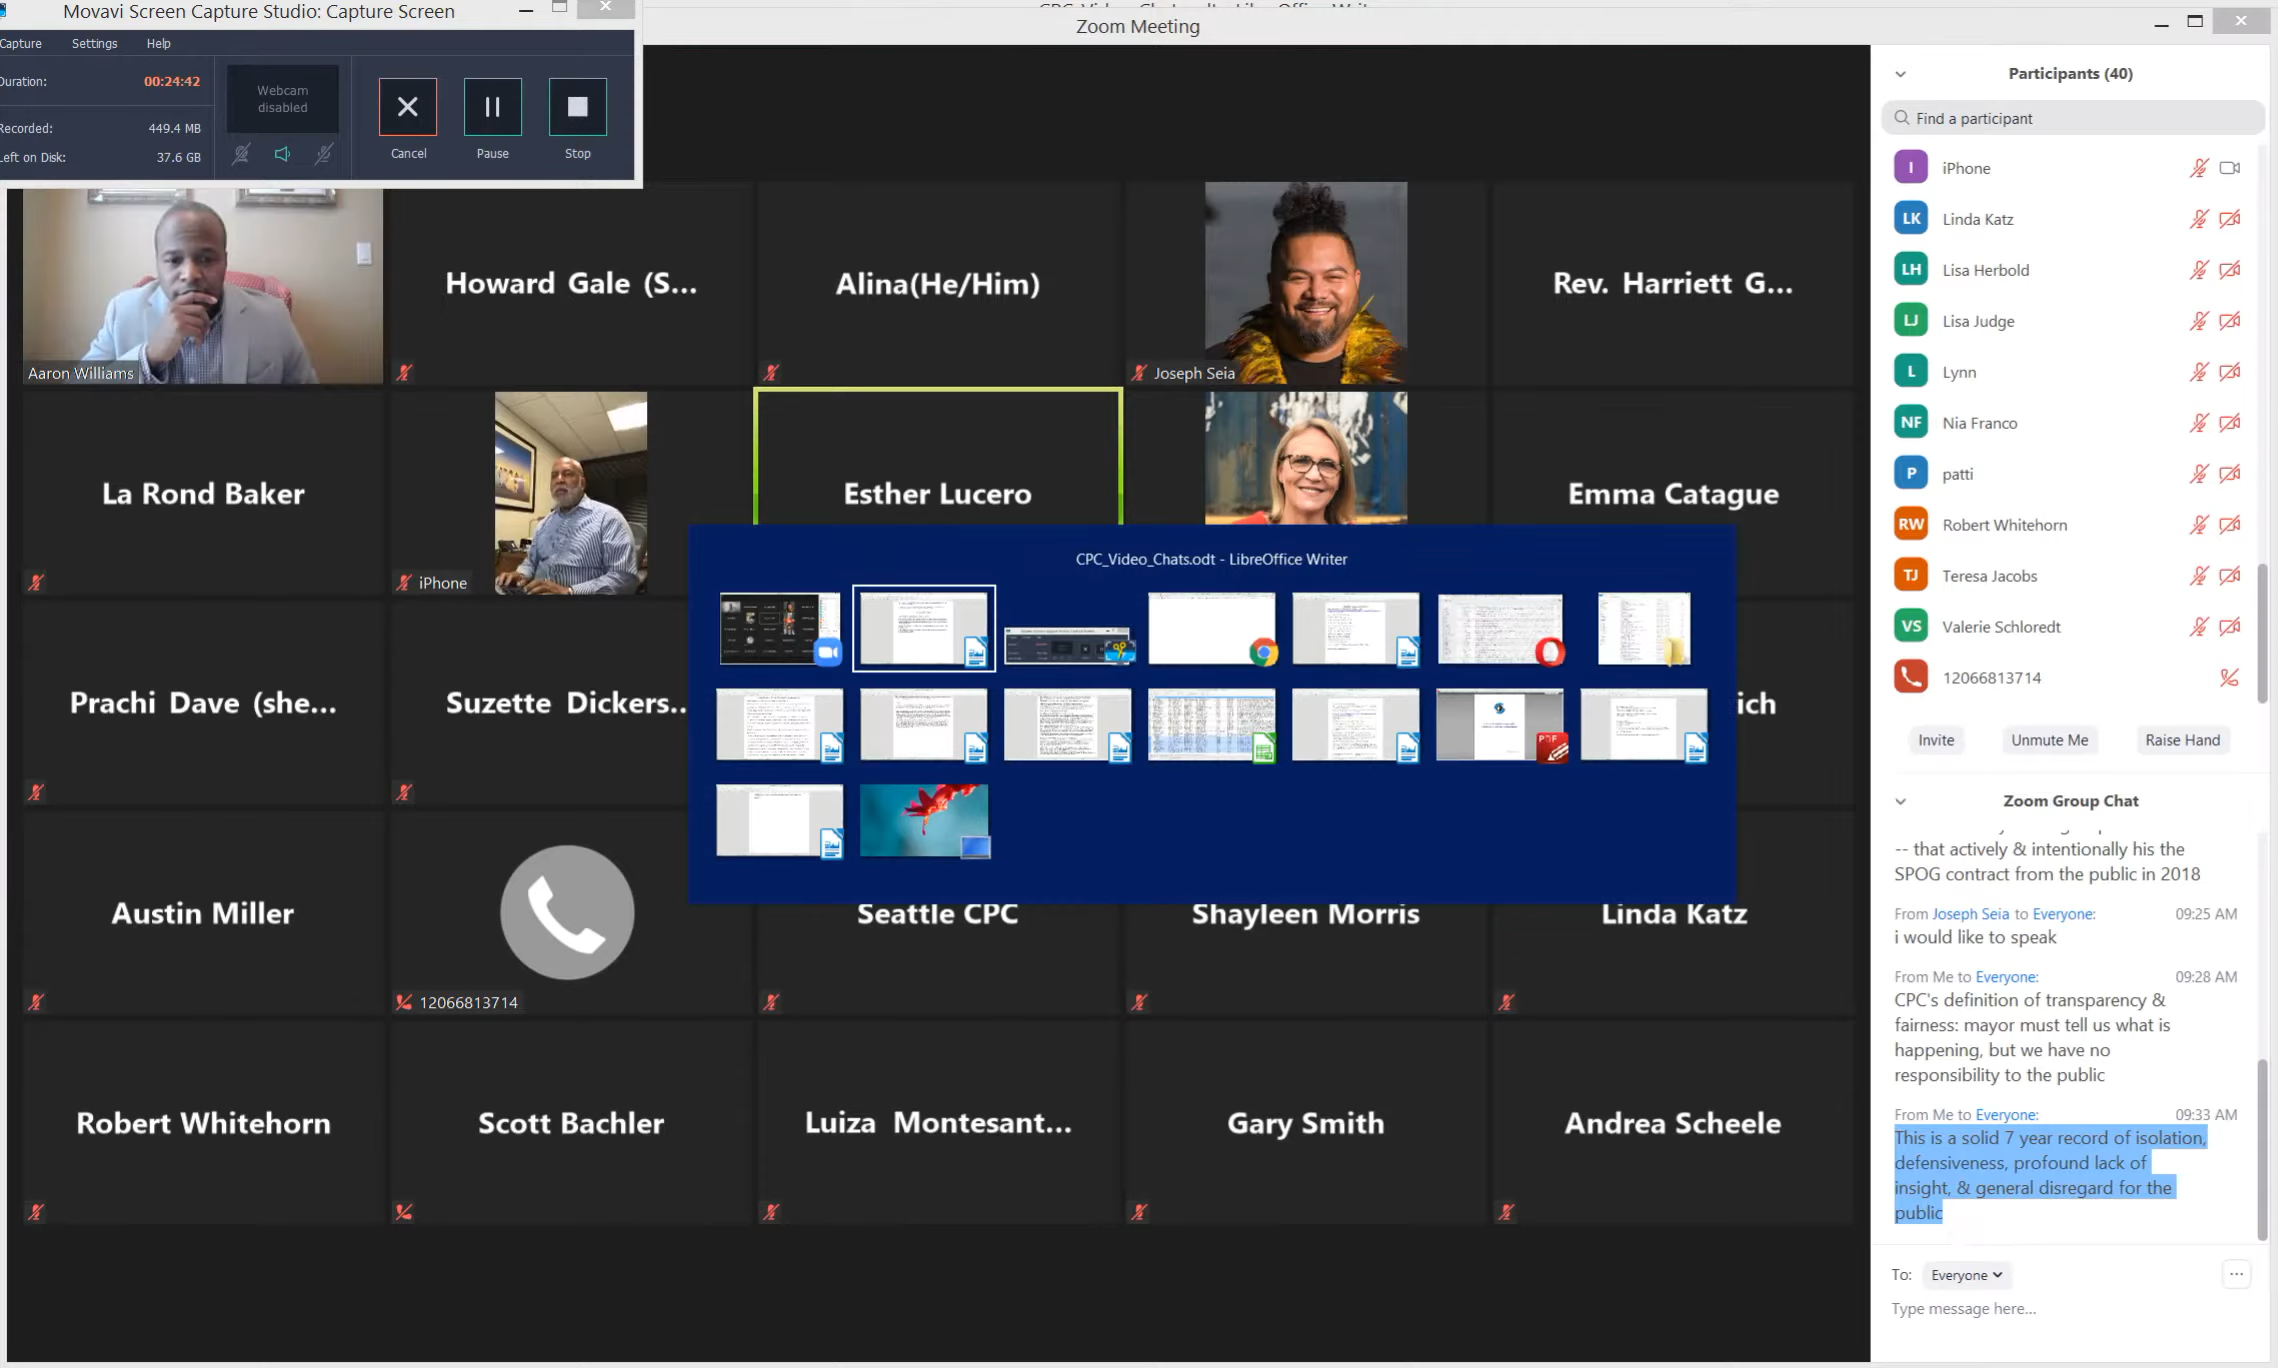 Movavi Screen Capture Studio: Capture Screen
Capture Settings Help
Duration: 00:24:42
Recorded: 449.4 MB
Left on Disk: 37.6 GB
Webcam
disabled
Cancel
Pause
Stop
Zoom Meeting
Aaron Williams
Howard Gale (S...
Alina(He/Him)
Joseph Seia
Rev. Harriett G...
La Rond Baker
iPhone
Esther Lucero
Emma Catague
Prachi Dave (she...
Suzette Dickers...
ich
CPC_Video_Chats.odt - LibreOffice Writer
PDF
Austin Miller
12066813714
Seattle CPC
Shayleen Morris
Linda Katz
Robert Whitehorn
Scott Bachler
Luiza Montesant...
Gary Smith
Andrea Scheele
Participants (40)
Find a participant
I iPhone
LK Linda Katz
LH Lisa Herbold
LJ Lisa Judge
L Lynn
NF Nia Franco
P patti
RW Robert Whitehorn
TJ Teresa Jacobs
VS Valerie Schloredt
12066813714
Invite
Unmute Me
Raise Hand
Zoom Group Chat
-- that actively & intentionally his the
SPOG contract from the public in 2018
From Joseph Seia to Everyone: 09:25 AM
i would like to speak
From Me to Everyone: 09:28 AM
CPC's definition of transparency &
fairness: mayor must tell us what is
happening, but we have no
responsibility to the public
From Me to Everyone: 09:33 AM
This is a solid 7 year record of isolation,
defensiveness, profound lack of
insight, & general disregard for the
public
To: Everyone
Type message here...